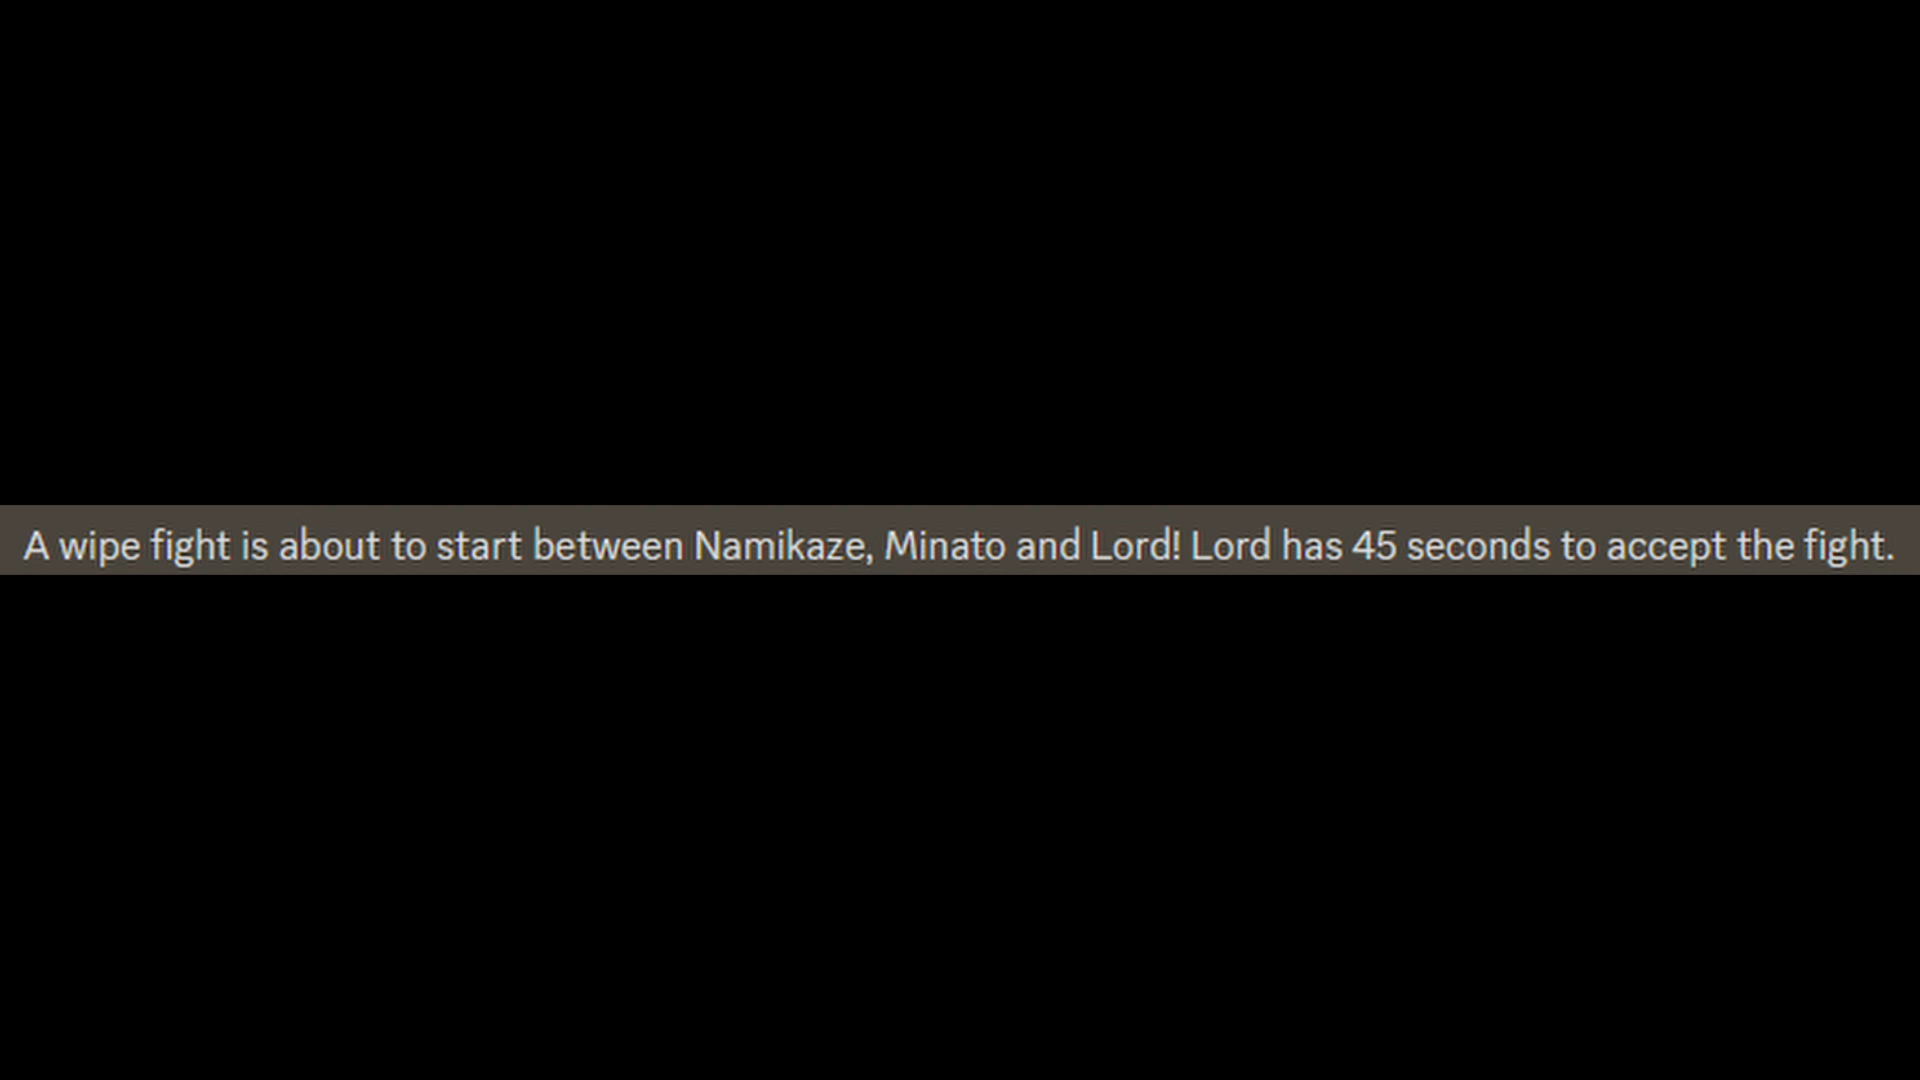 A wipe fight is about to start between Namikaze, Minato and Lord! Lord has 45 seconds to accept the fight.